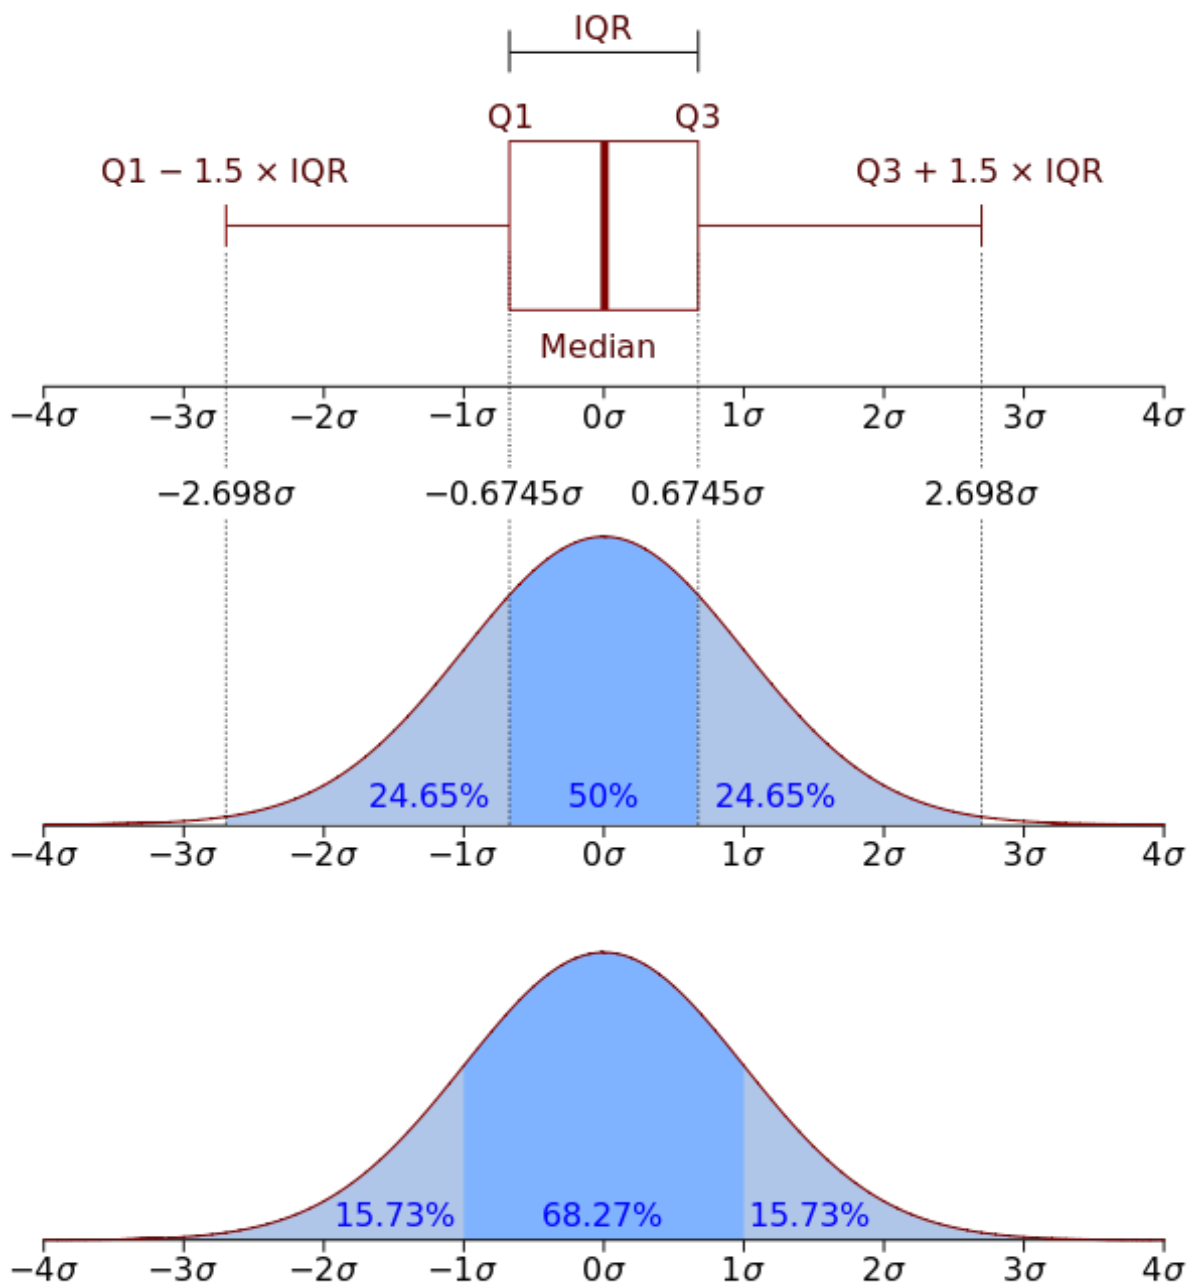 IQR
Q1 Q3
Q1 − 1.5 × IQR Q3 + 1.5 × IQR
Median
−4σ −3σ −2σ −1σ 0σ 1σ 2σ 3σ 4σ
−2.698σ −0.6745σ 0.6745σ 2.698σ
24.65% 50% 24.65%
−4σ −3σ −2σ −1σ 0σ 1σ 2σ 3σ 4σ
15.73% 68.27% 15.73%
−4σ −3σ −2σ −1σ 0σ 1σ 2σ 3σ 4σ